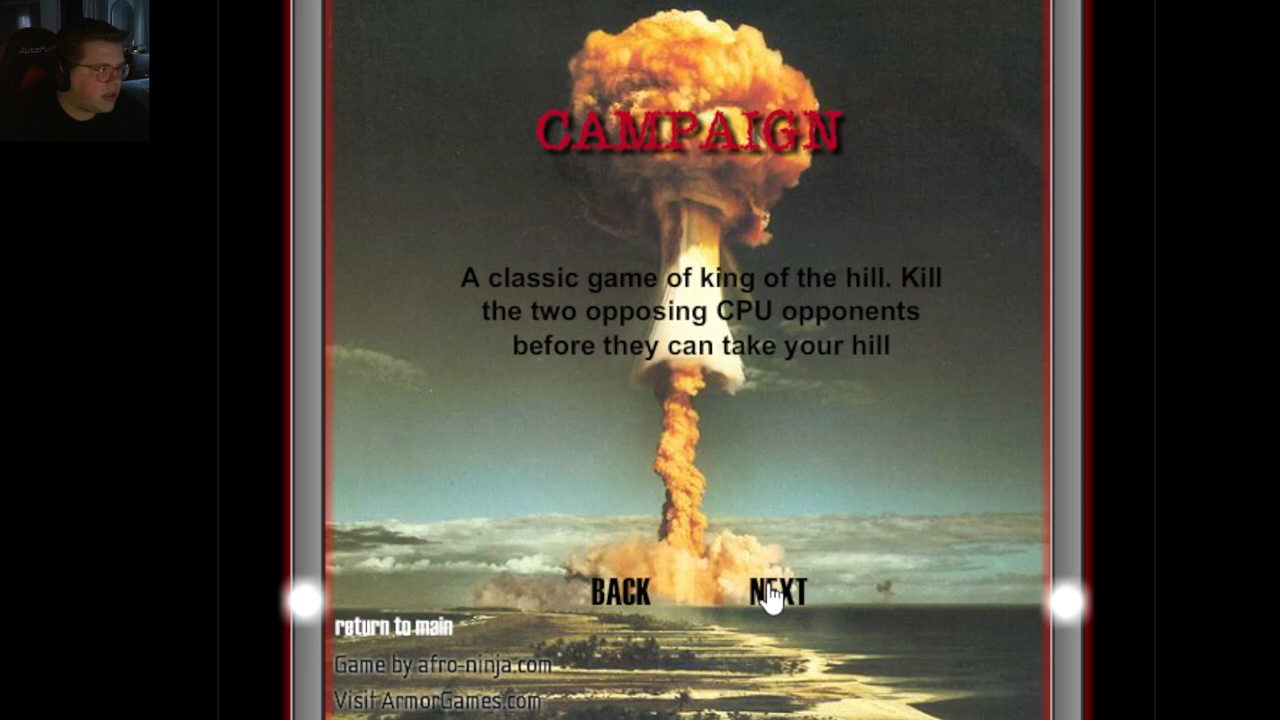 CAMPAIGN
A classic game of king of the hill. Kill
the two opposing CPU opponents
before they can take your hill
BACK
NEXT
return to main
Game by afro-ninja.com
Visit ArmorGames.com